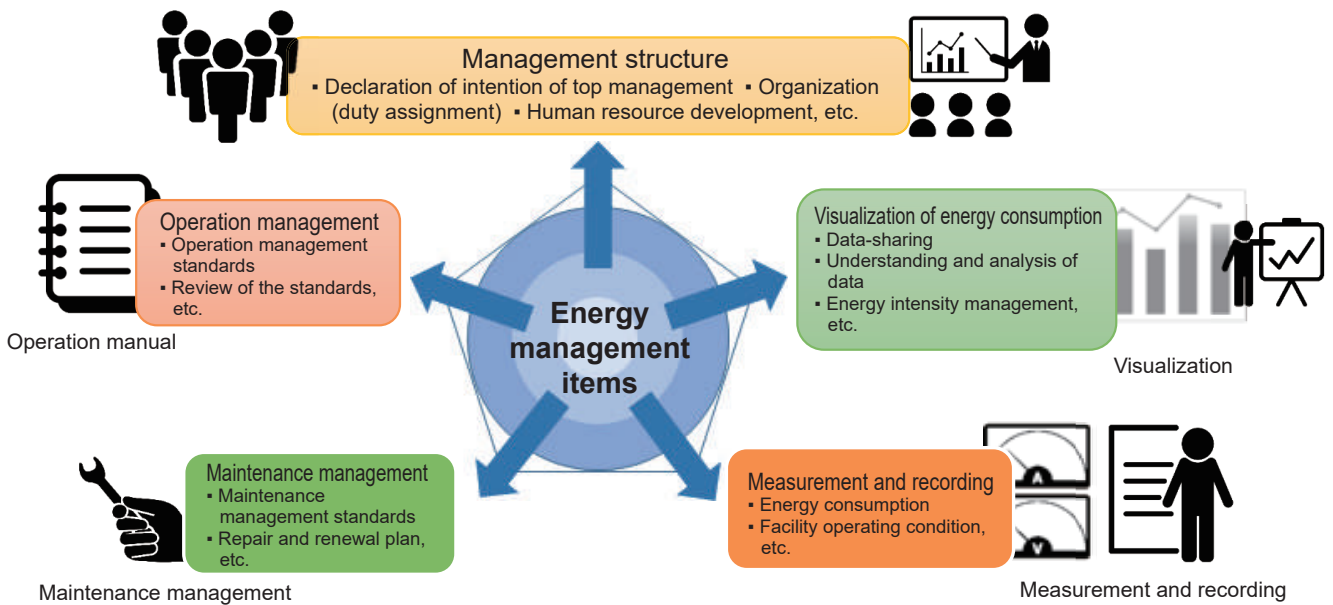 Management structure
▪ Declaration of intention of top management ▪ Organization
(duty assignment) ▪ Human resource development, etc.
Operation management
▪ Operation management
standards
▪ Review of the standards,
etc.
Operation manual
Visualization of energy consumption
▪ Data-sharing
▪ Understanding and analysis of
data
▪ Energy intensity management,
etc.
Visualization
Energy
management
items
Maintenance management
▪ Maintenance
management standards
▪ Repair and renewal plan,
etc.
Maintenance management
Measurement and recording
▪ Energy consumption
▪ Facility operating condition,
etc.
A
V
Measurement and recording